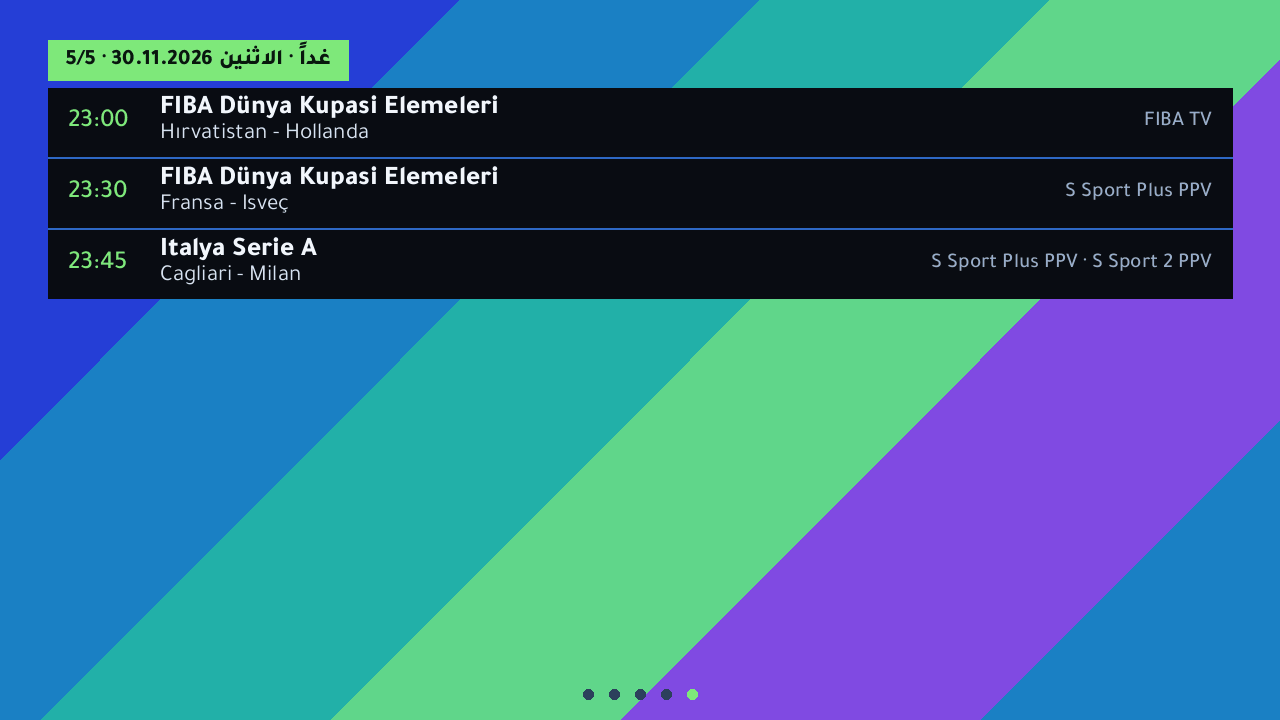 غداً · الاثنين 30.11.2026 · 5/5
23:00
FIBA Dünya Kupasi Elemeleri
Hırvatistan - Hollanda
FIBA TV
23:30
FIBA Dünya Kupasi Elemeleri
Fransa - Isveç
S Sport Plus PPV
23:45
Italya Serie A
Cagliari - Milan
S Sport Plus PPV · S Sport 2 PPV